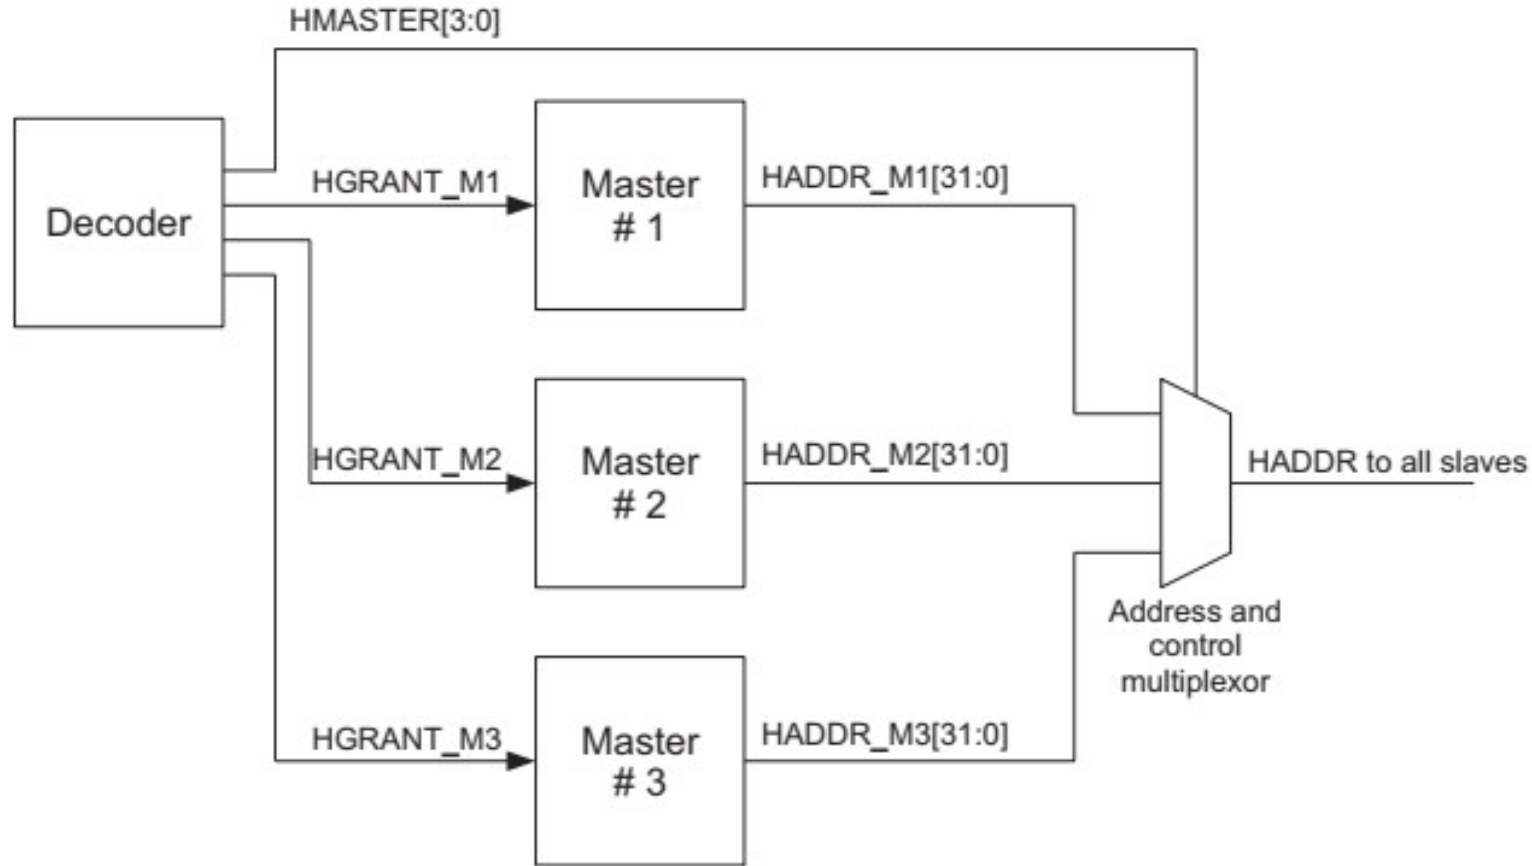 HMASTER[3:0]
Decoder
HGRANT_M1
Master
# 1
HADDR_M1[31:0]
HGRANT_M2
Master
# 2
HADDR_M2[31:0]
HADDR to all slaves
Address and
control
multiplexor
HGRANT_M3
Master
# 3
HADDR_M3[31:0]